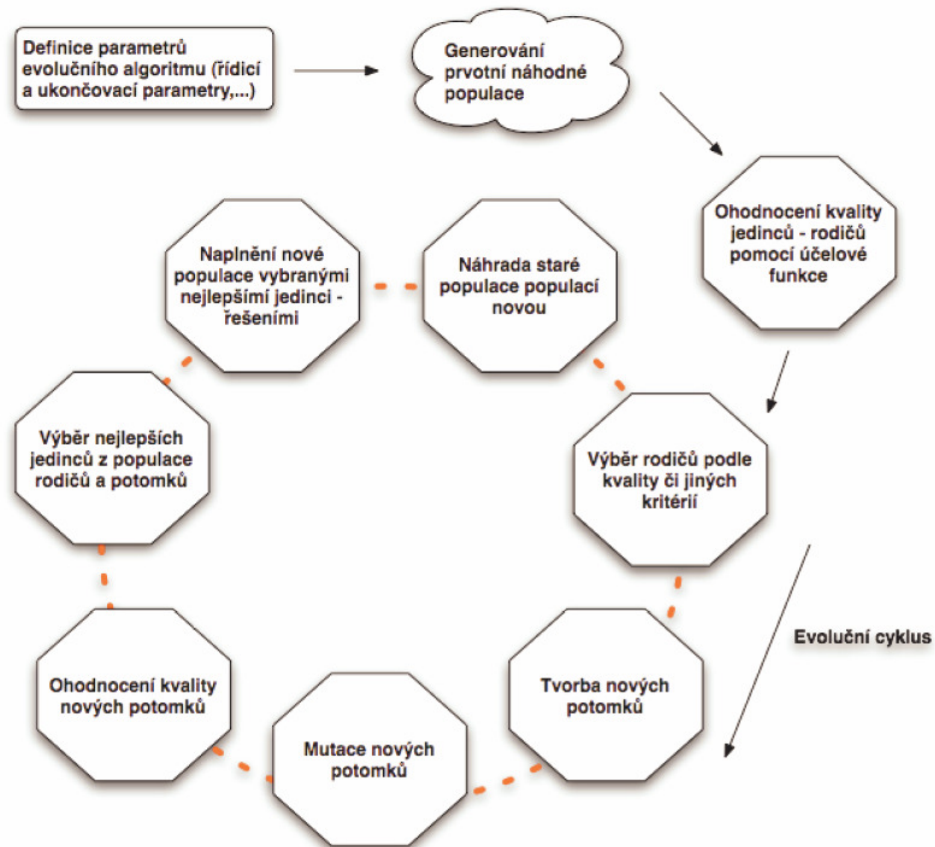 Definice parametrů
evolučního algoritmu (řídicí
a ukončovací parametry,...)
Generování
prvotní náhodné
populace
Ohodnocení kvality
jedinců - rodičů
pomocí účelové
funkce
Výběr rodičů podle
kvality či jiných
kritérií
Evoluční cyklus
Tvorba nových
potomků
Mutace nových
potomků
Ohodnocení kvality
nových potomků
Výběr nejlepších
jedinců z populace
rodičů a potomků
Naplnění nové
populace vybranými
nejlepšímí jedinci -
řešeními
Náhrada staré
populace populací
novou